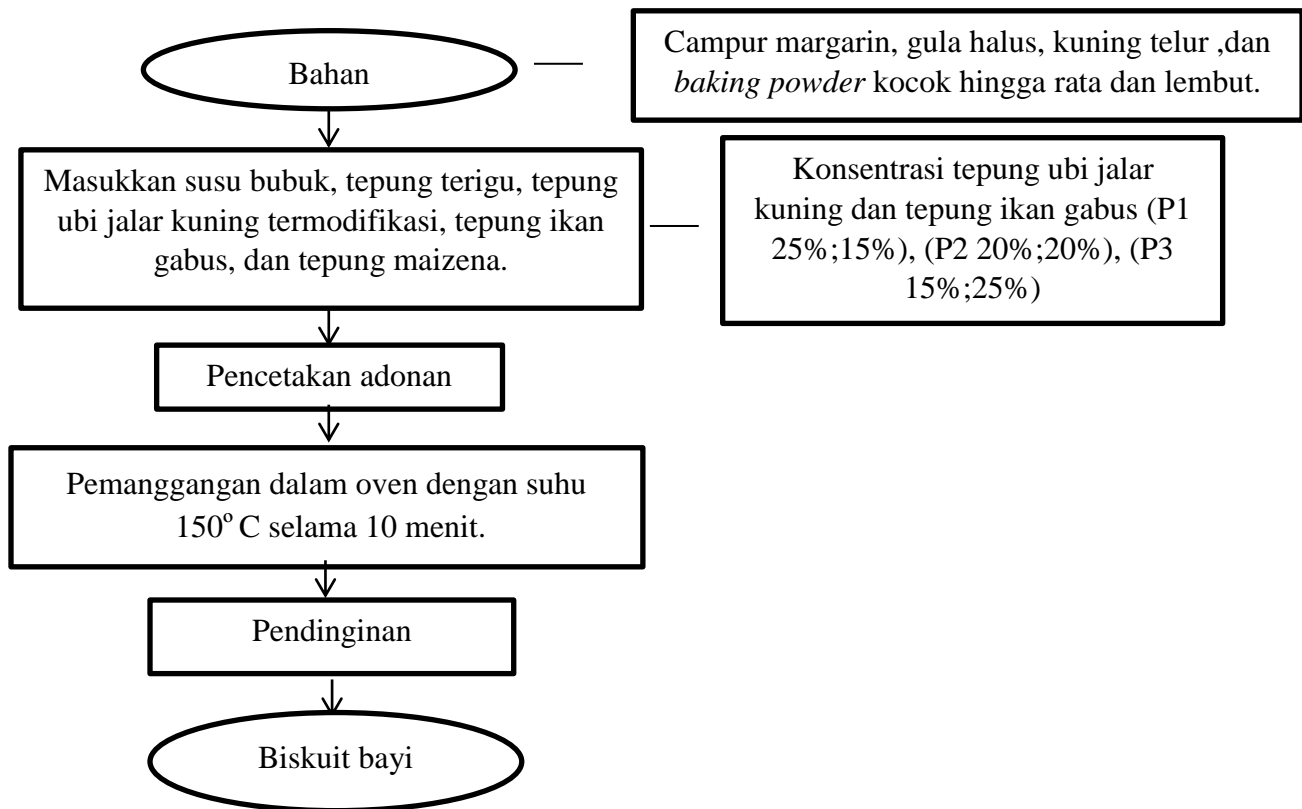 Bahan
Campur margarin, gula halus, kuning telur ,dan
baking powder kocok hingga rata dan lembut.
Masukkan susu bubuk, tepung terigu, tepung
ubi jalar kuning termodifikasi, tepung ikan
gabus, dan tepung maizena.
Konsentrasi tepung ubi jalar
kuning dan tepung ikan gabus (P1
25%;15%), (P2 20%;20%), (P3
15%;25%)
Pencetakan adonan
Pemanggangan dalam oven dengan suhu
150° C selama 10 menit.
Pendinginan
Biskuit bayi